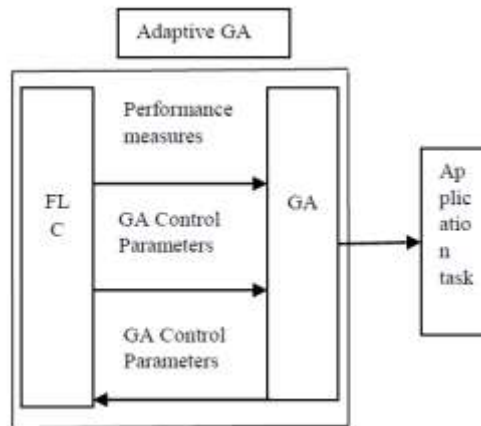 Adaptive GA
Performance
measures
FL
C
GA
GA Control
Parameters
GA Control
Parameters
Ap
plic
atio
n
task